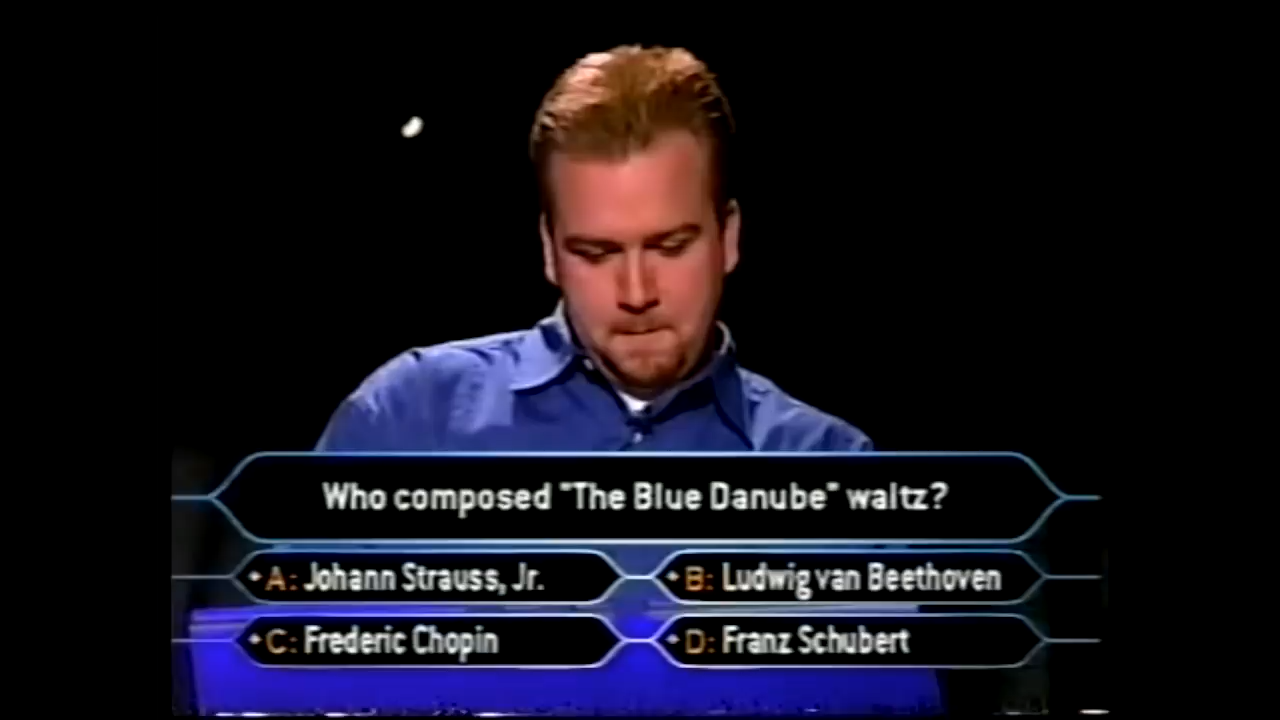 Who composed "The Blue Danube" waltz?
A: Johann Strauss, Jr.
B: Ludwig van Beethoven
C: Frederic Chopin
D: Franz Schubert